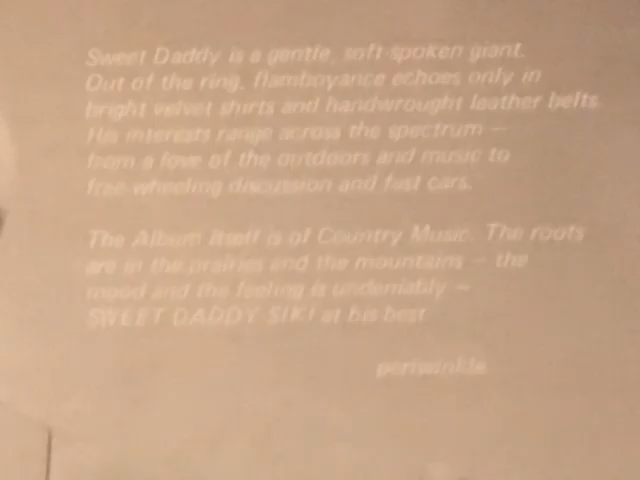 Sweet Daddy is a gentle, soft-spoken giant.
Out of the ring, flamboyance echoes only in
bright velvet shirts and handwrought leather belts.
His interests range across the spectrum —
from a love of the outdoors and music to
free-wheeling discussion and fast cars.
The Album itself is of Country Music. The roots
are in the prairies and the mountains — the
mood and the feeling is undeniably —
SWEET DADDY SIKI at his best
periwinkle